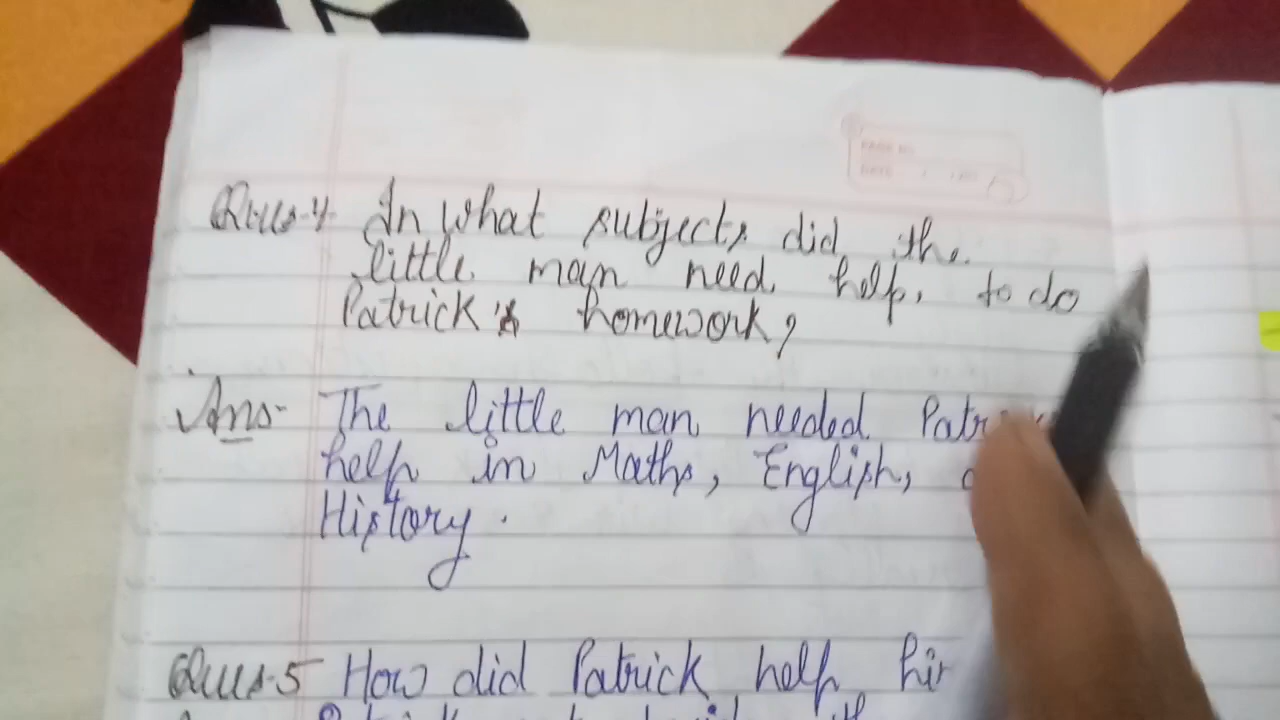 Ques-4 In what subjects did the
little man need help, to do
Patrick's homework?
Ans- The little man needed
help in Maths, English,
History.
Ques-5 How did Patrick help